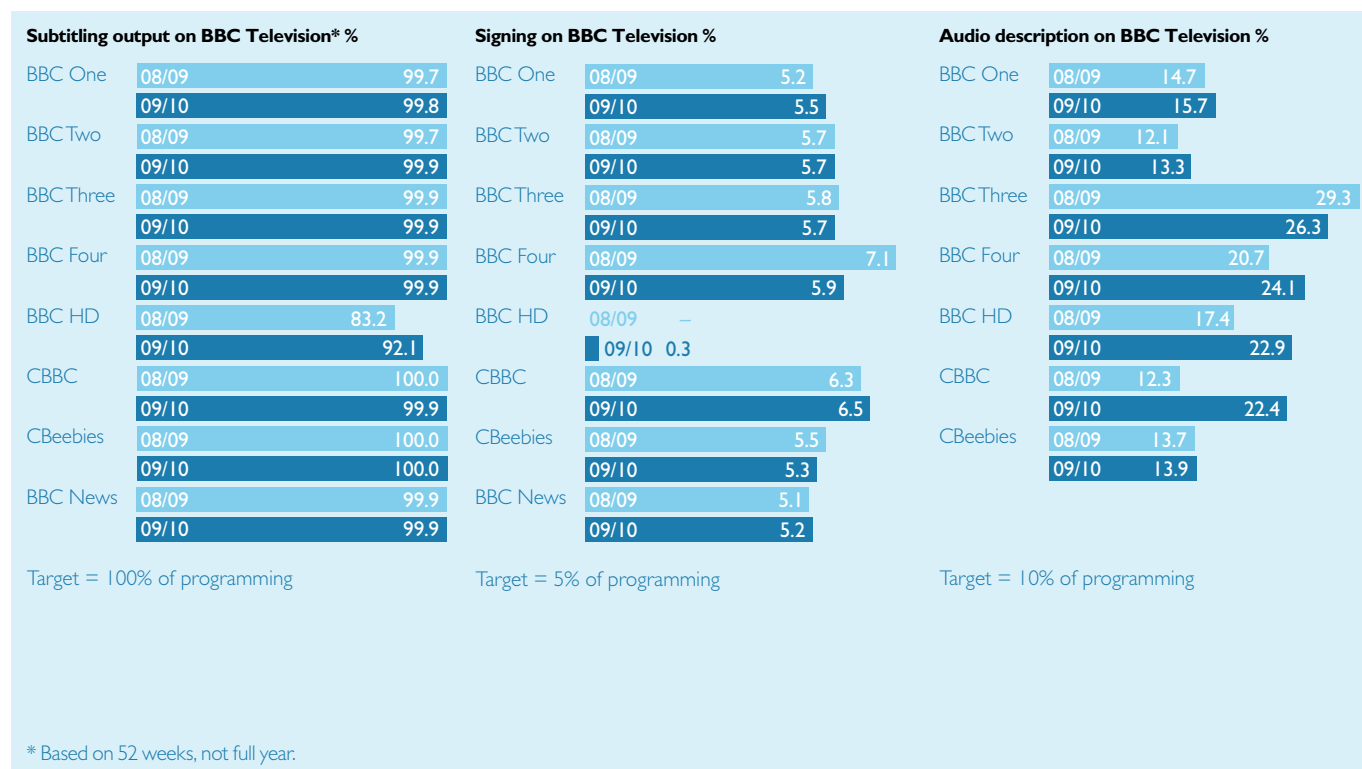 Subtitling output on BBC Television* %
BBC One 08/09 99.7
09/10 99.8
BBC Two 08/09 99.7
09/10 99.9
BBC Three 08/09 99.9
09/10 99.9
BBC Four 08/09 99.9
09/10 99.9
BBC HD 08/09 83.2
09/10 92.1
CBBC 08/09 100.0
09/10 99.9
CBeebies 08/09 100.0
09/10 100.0
BBC News 08/09 99.9
09/10 99.9
Target = 100% of programming
Signing on BBC Television %
BBC One 08/09 5.2
09/10 5.5
BBC Two 08/09 5.7
09/10 5.7
BBC Three 08/09 5.8
09/10 5.7
BBC Four 08/09 7.1
09/10 5.9
BBC HD 08/09 –
09/10 0.3
CBBC 08/09 6.3
09/10 6.5
CBeebies 08/09 5.5
09/10 5.3
BBC News 08/09 5.1
09/10 5.2
Target = 5% of programming
Audio description on BBC Television %
BBC One 08/09 14.7
09/10 15.7
BBC Two 08/09 12.1
09/10 13.3
BBC Three 08/09 29.3
09/10 26.3
BBC Four 08/09 20.7
09/10 24.1
BBC HD 08/09 17.4
09/10 22.9
CBBC 08/09 12.3
09/10 22.4
CBeebies 08/09 13.7
09/10 13.9
Target = 10% of programming
* Based on 52 weeks, not full year.